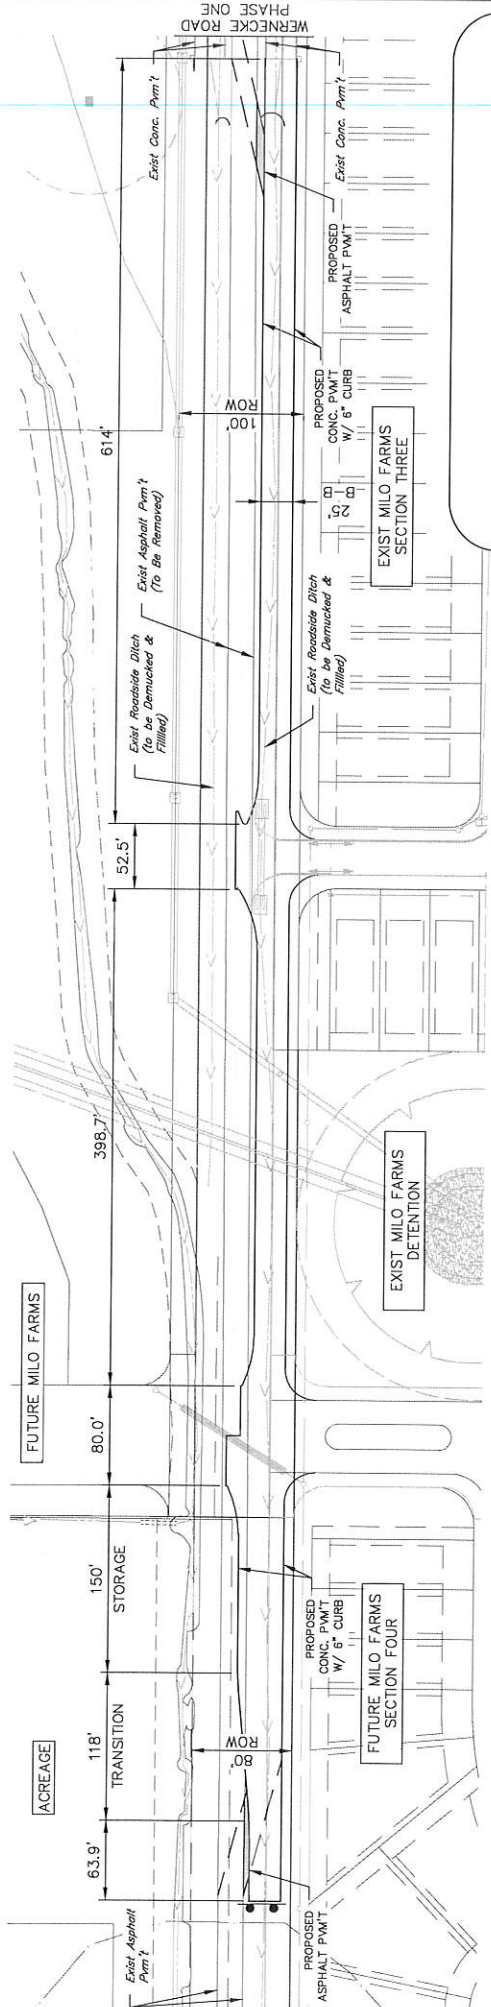 WERNECKE ROAD
PHASE ONE
Exist Conc. Pvm't
Exist Conc. Pvm't
614'
PROPOSED
ASPHALT PVM'T
PROPOSED
CONC. PVM'T
W/ 6" CURB
100'
ROW
25'
B-B
EXIST MILO FARMS
SECTION THREE
Exist Asphalt Pvm't
(To Be Removed)
Exist Roadside Ditch
(to be Demucked &
Fillled)
Exist Roadside Ditch
(to be Demucked &
Fillled)
52.5'
398.7'
EXIST MILO FARMS
DETENTION
FUTURE MILO FARMS
80.0'
150'
STORAGE
PROPOSED
CONC. PVM'T
W/ 6" CURB
FUTURE MILO FARMS
SECTION FOUR
ACREAGE
118'
TRANSITION
80'
ROW
63.9'
PROPOSED
ASPHALT PVM'T
Exist Asphalt
Pvm't